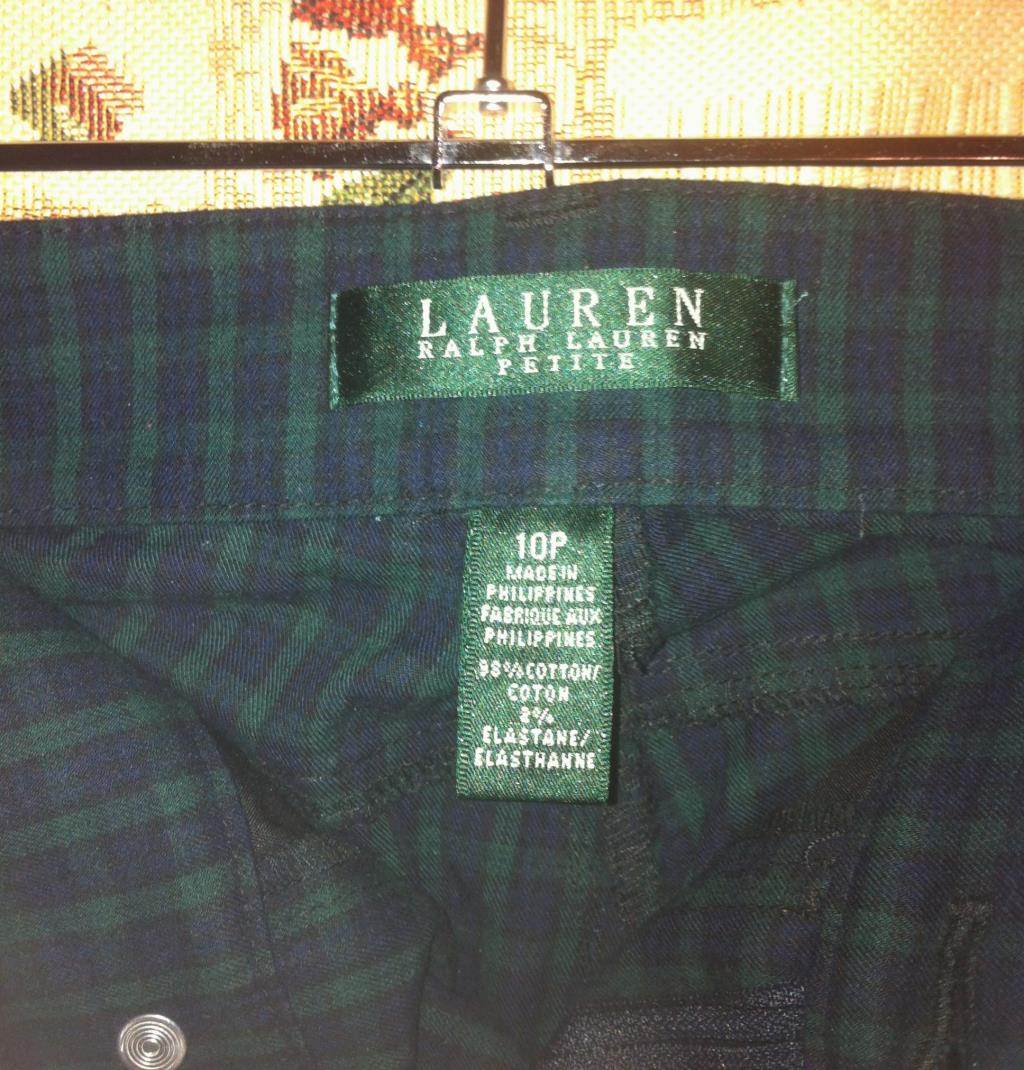 LAUREN
RALPH LAUREN
PETITE
10P
MADE IN
PHILIPPINES
FABRIQUE AUX
PHILIPPINES
98% COTTON/
COTON
2%
ELASTANE/
ELASTHANNE